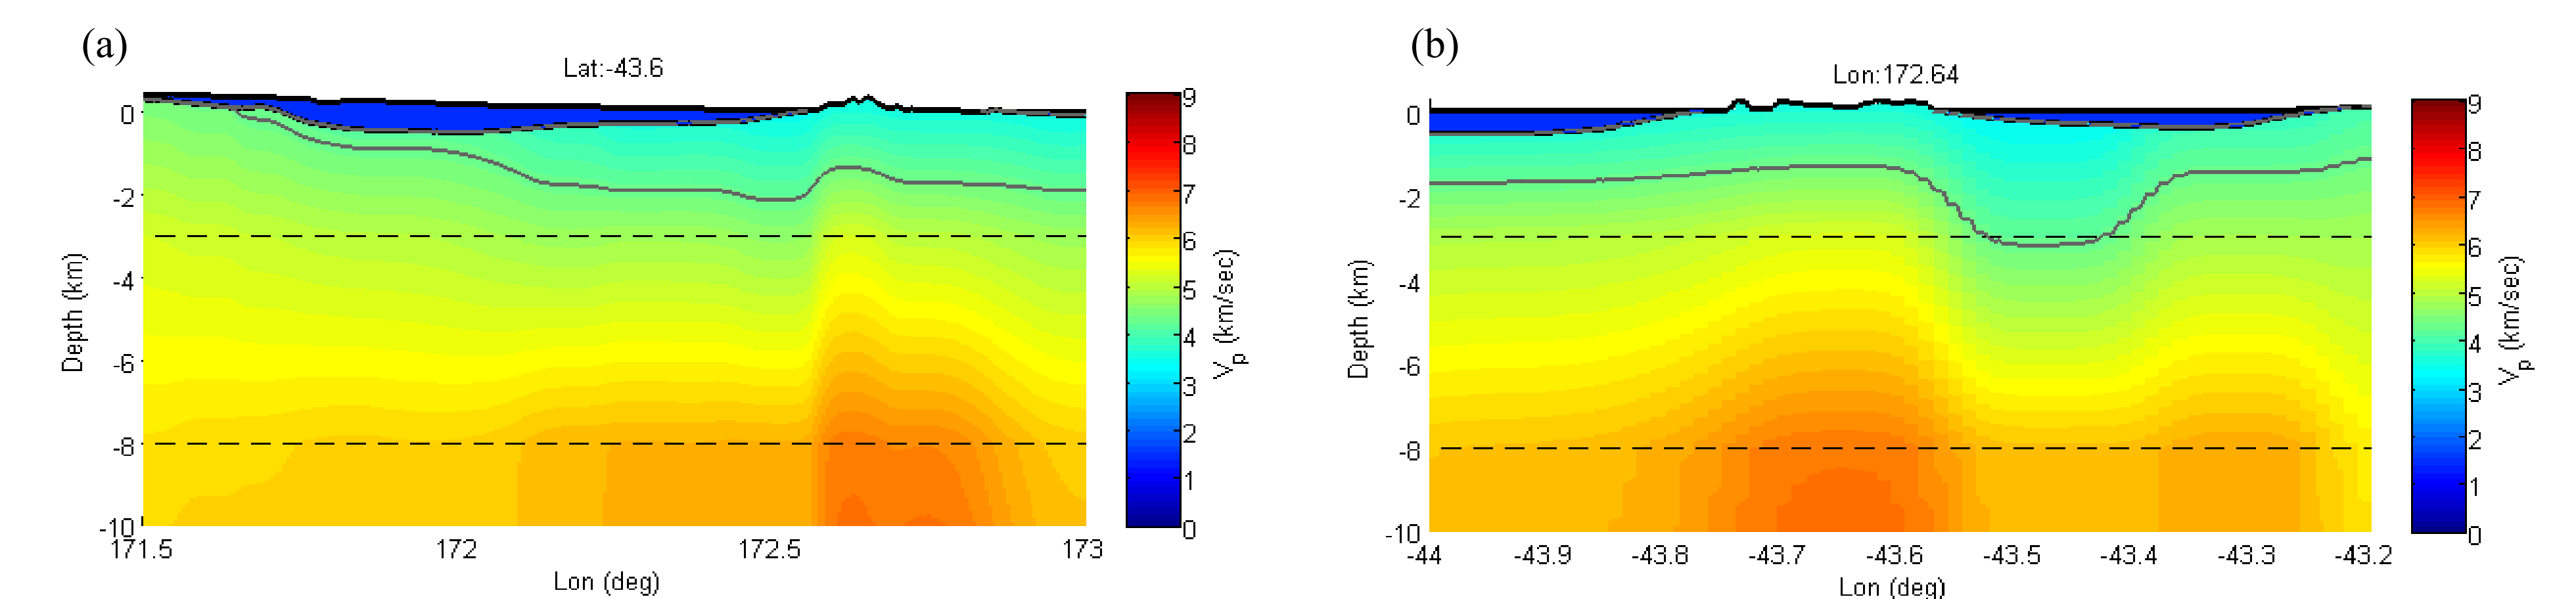 (a)
Lat:-43.6
0
-2
-4
-6
-8
-10
Depth (km)
171.5 172 172.5 173
Lon (deg)
9
8
7
6
5
4
3
2
1
0
Vp (km/sec)
(b)
Lon:172.64
0
-2
-4
-6
-8
-10
Depth (km)
-44 -43.9 -43.8 -43.7 -43.6 -43.5 -43.4 -43.3 -43.2
Lon (deg)
9
8
7
6
5
4
3
2
1
0
Vp (km/sec)